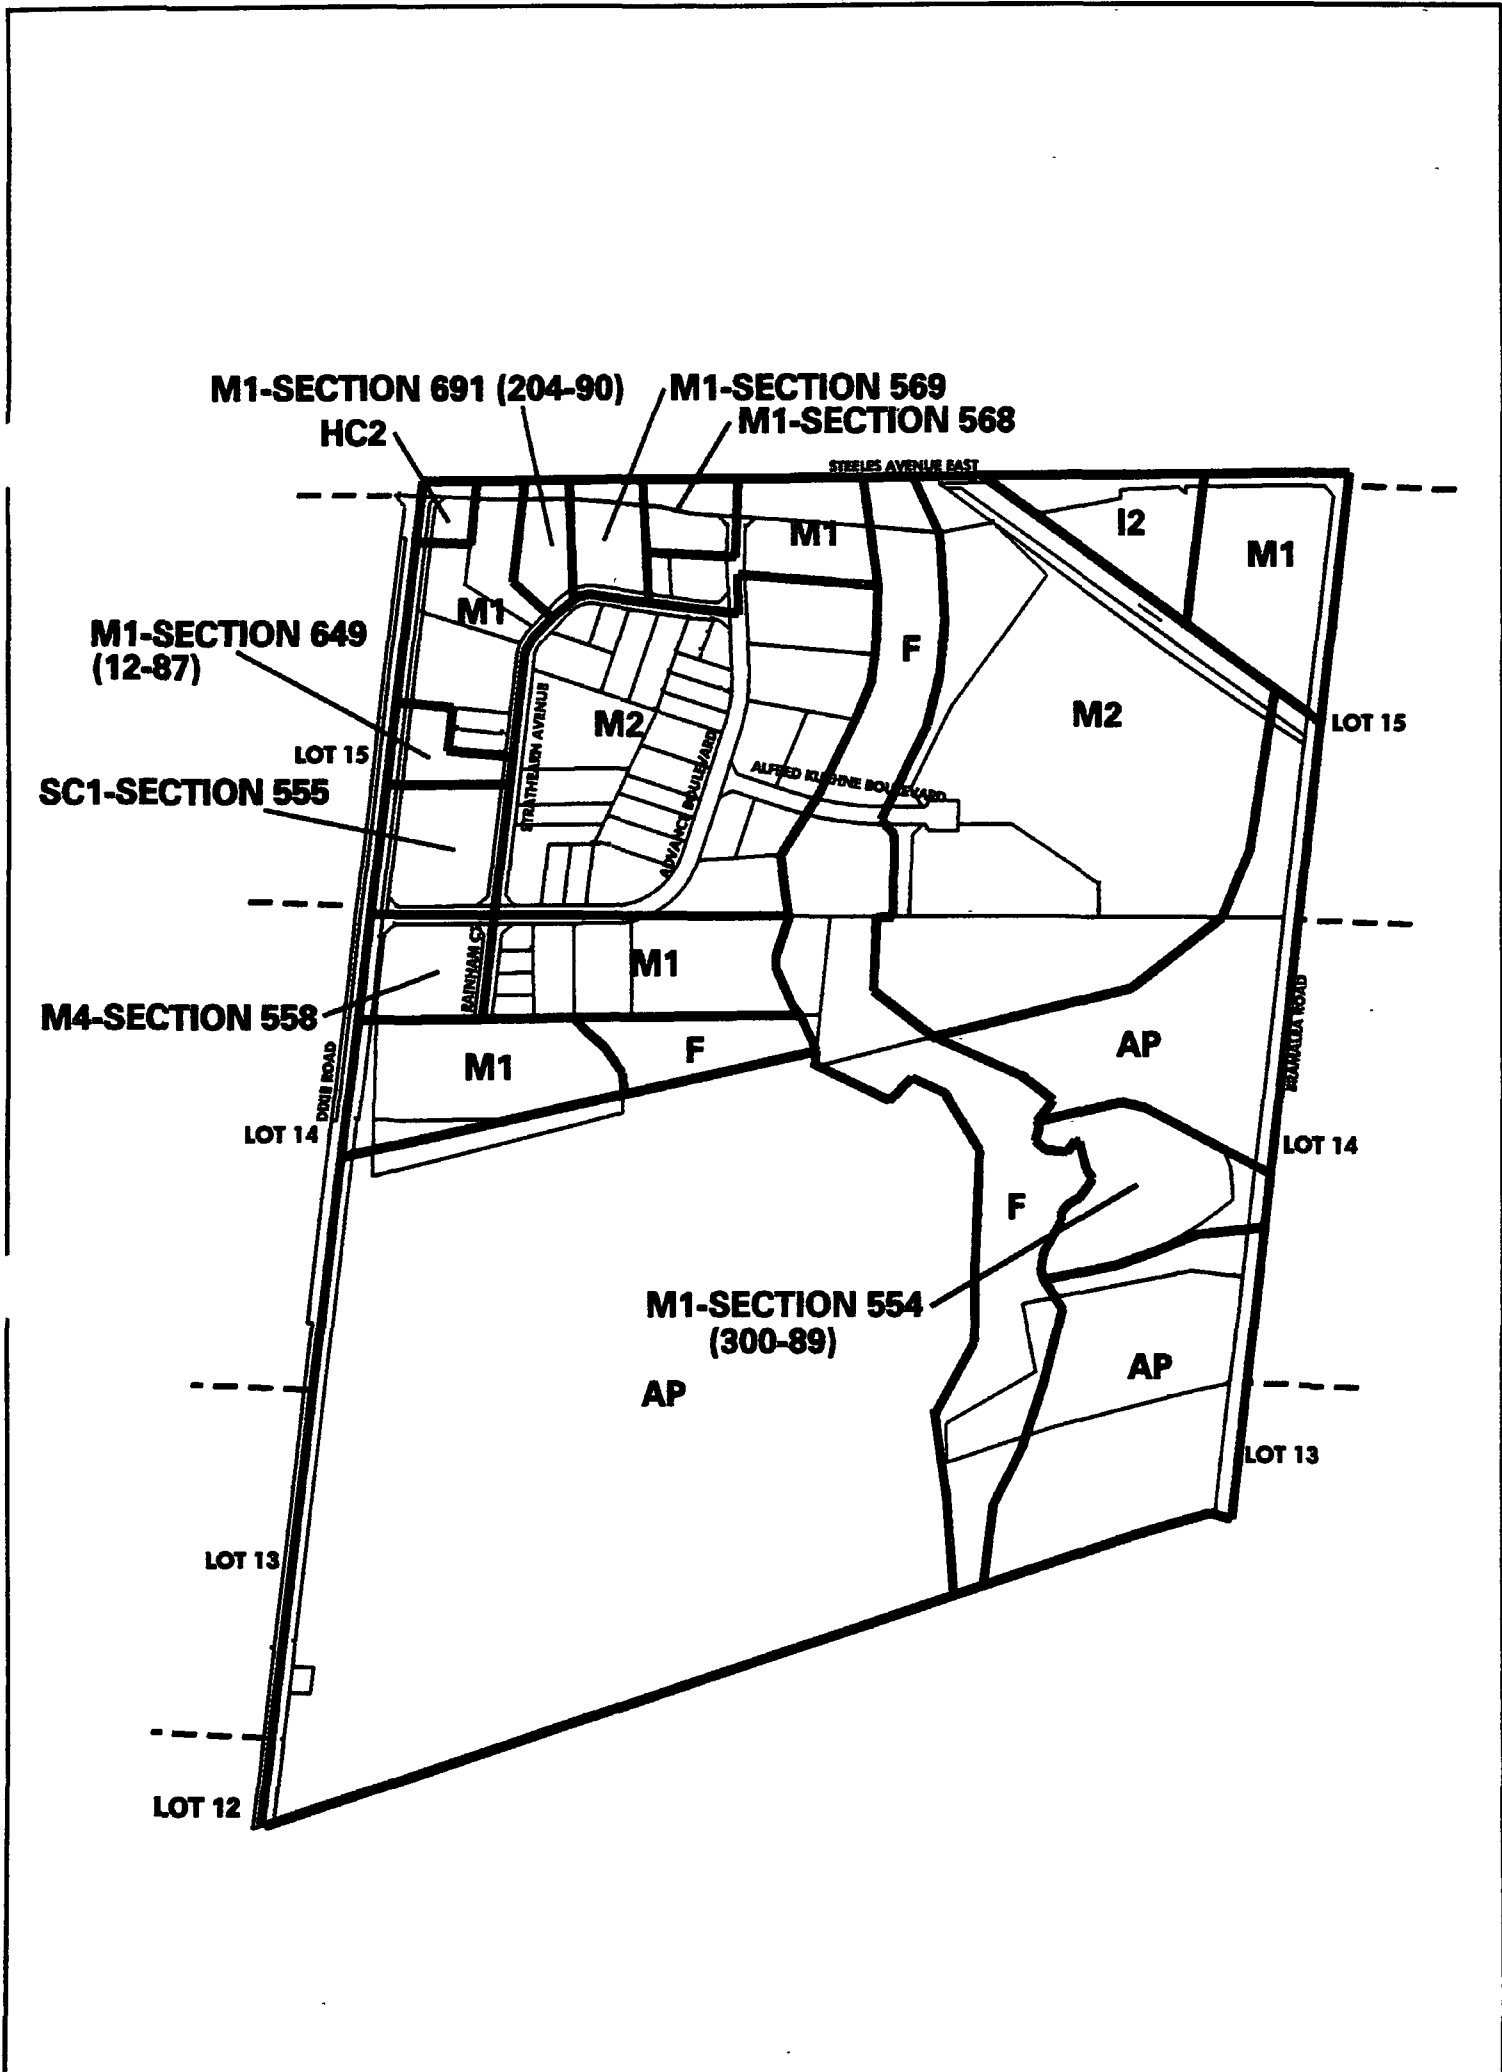 M1-SECTION 691 (204-90)
M1-SECTION 569
M1-SECTION 568
HC2
STEELES AVENUE EAST
I2
M1
M1
M1
M1-SECTION 649
(12-87)
F
STRATHEARN AVENUE
M2
M2
LOT 15
LOT 15
ADVANCE BOULEVARD
ALFRED KUEHNE BOULEVARD
SC1-SECTION 555
RAINHAM CT
M1
M4-SECTION 558
BRAMALEA ROAD
AP
M1
F
DIXIE ROAD
LOT 14
LOT 14
F
M1-SECTION 554
(300-89)
AP
AP
LOT 13
LOT 13
LOT 12